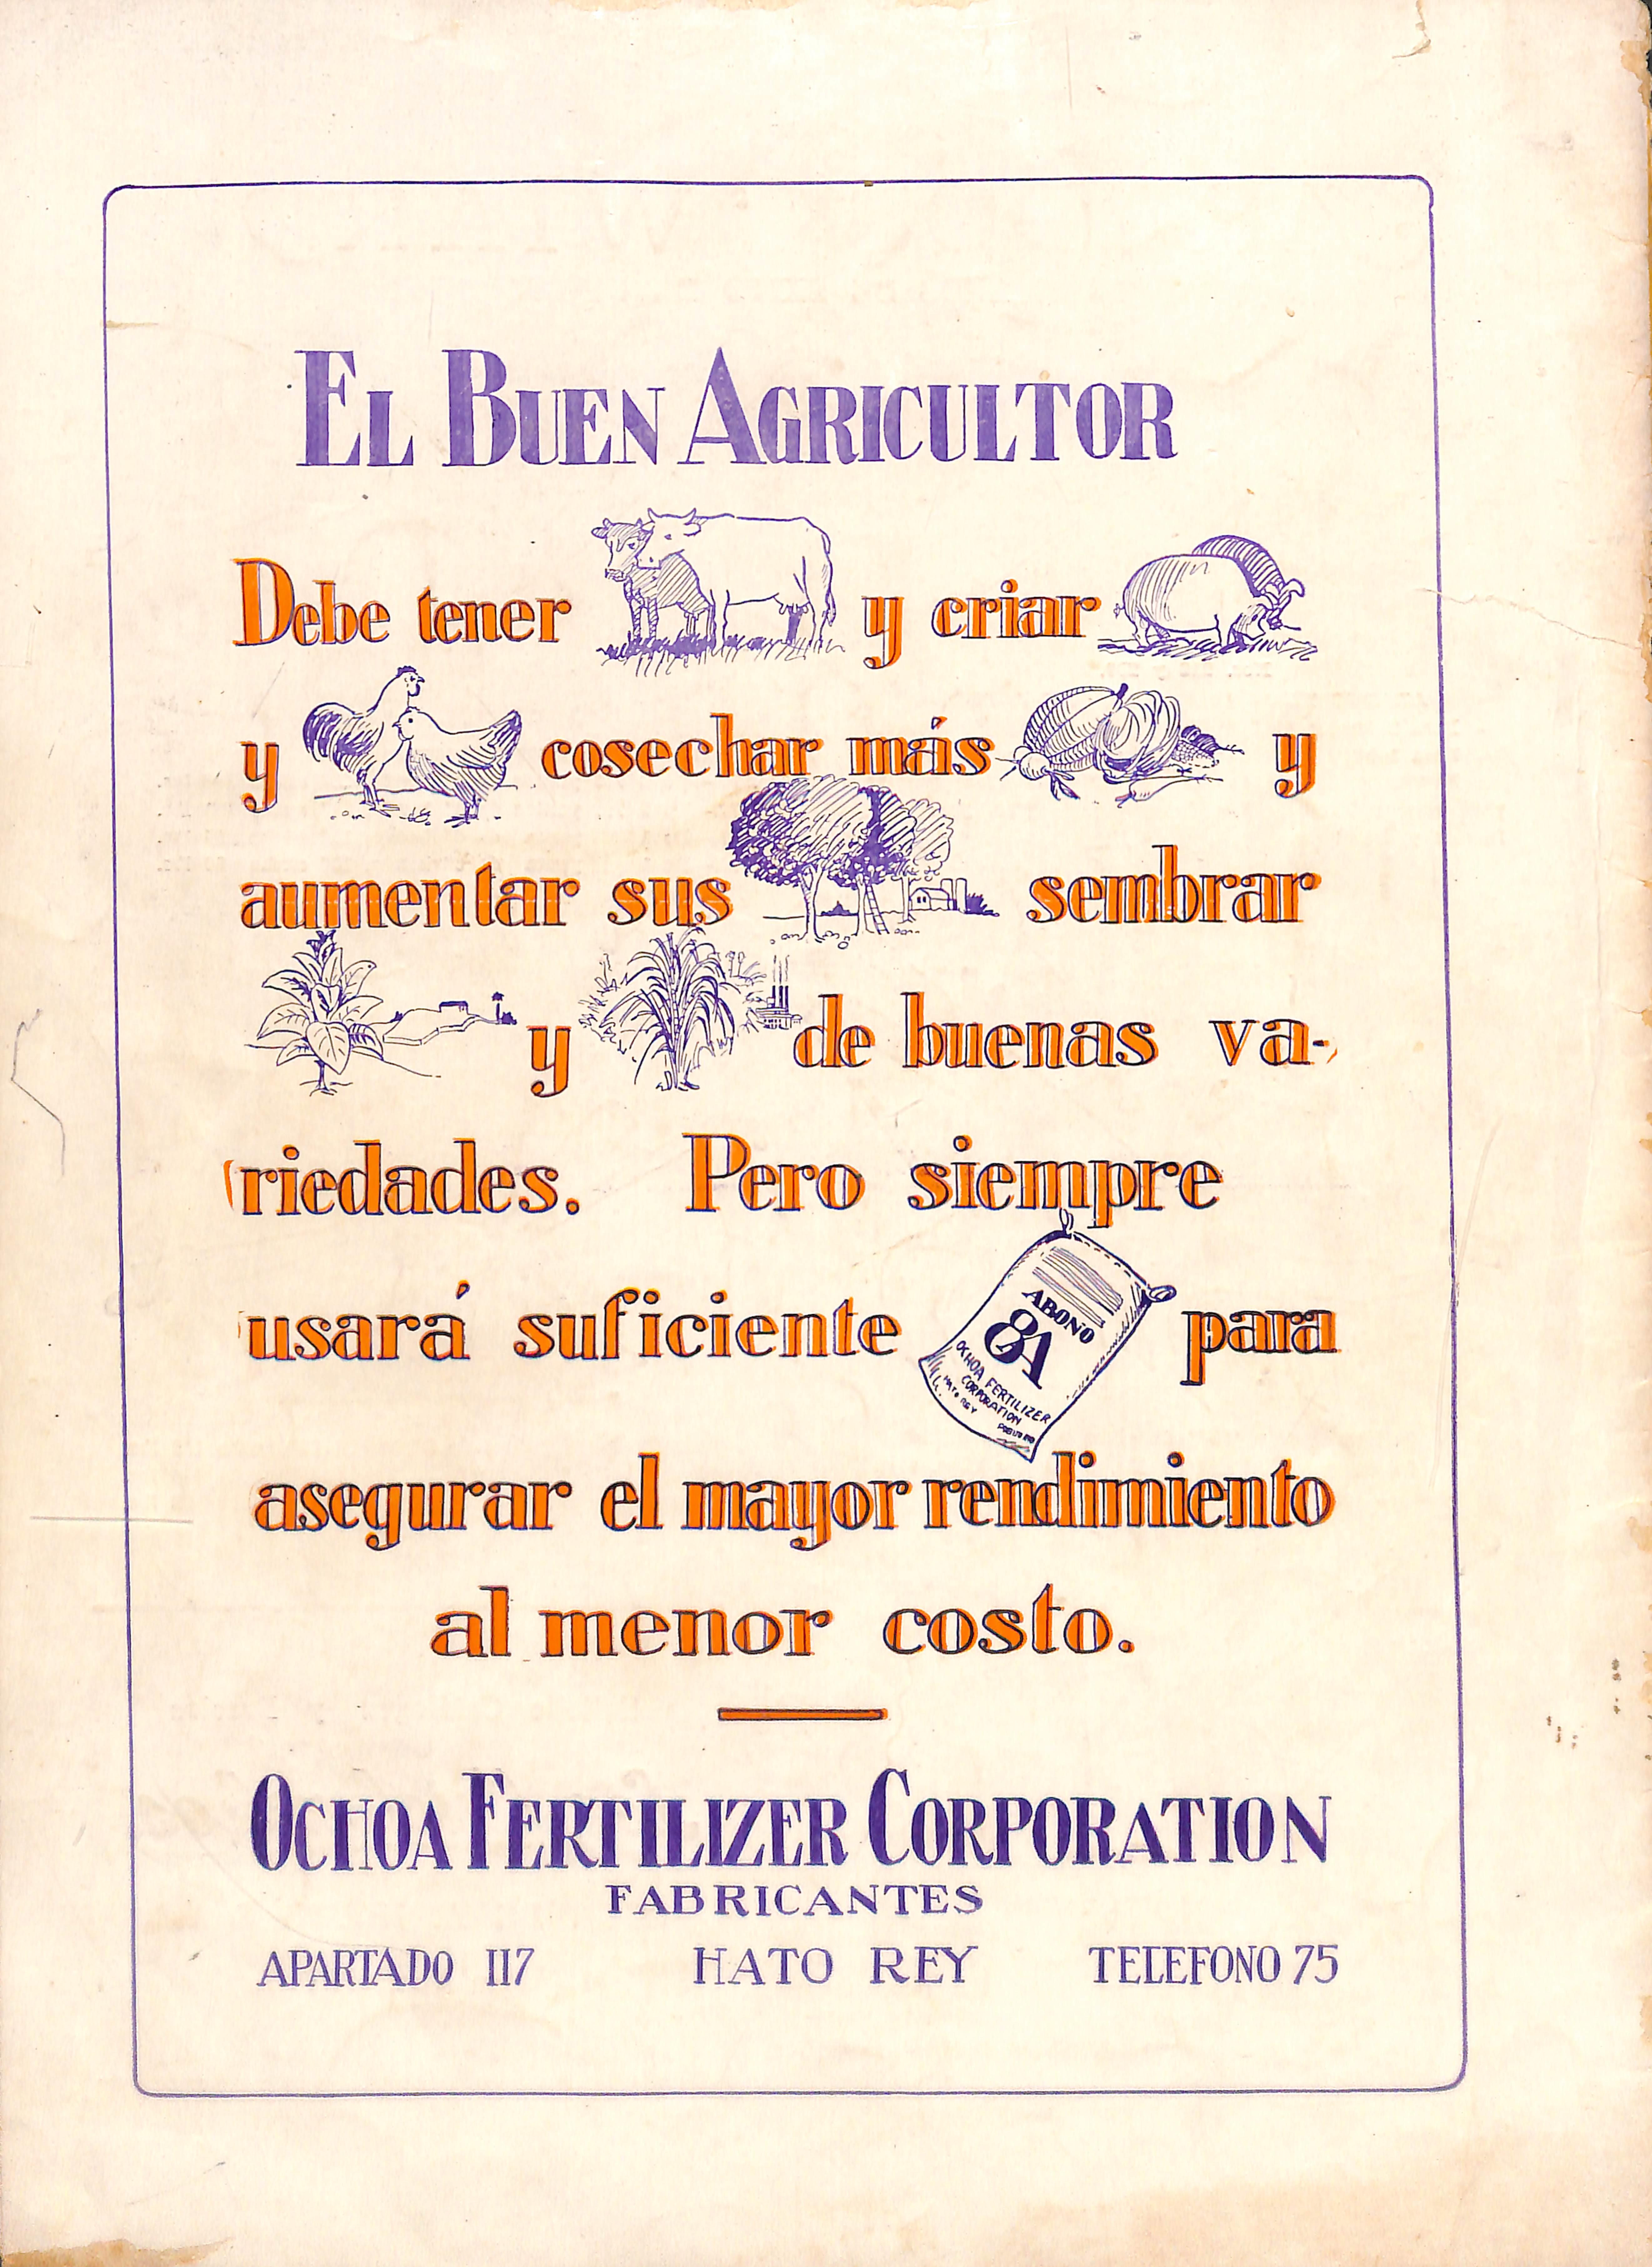 EL BUEN AGRICULTOR
Debe tener y criar
y cosechar más y
aumentar sus sembrar
y de buenas va-
riedades. Pero siempre
usará suficiente para
ABONO
8A
OCHOA FERTILIZER
CORPORATION
HATO REY
asegurar el mayor rendimiento
al menor costo.
OCHOA FERTILIZER CORPORATION
FABRICANTES
APARTADO 117 HATO REY TELEFONO 75